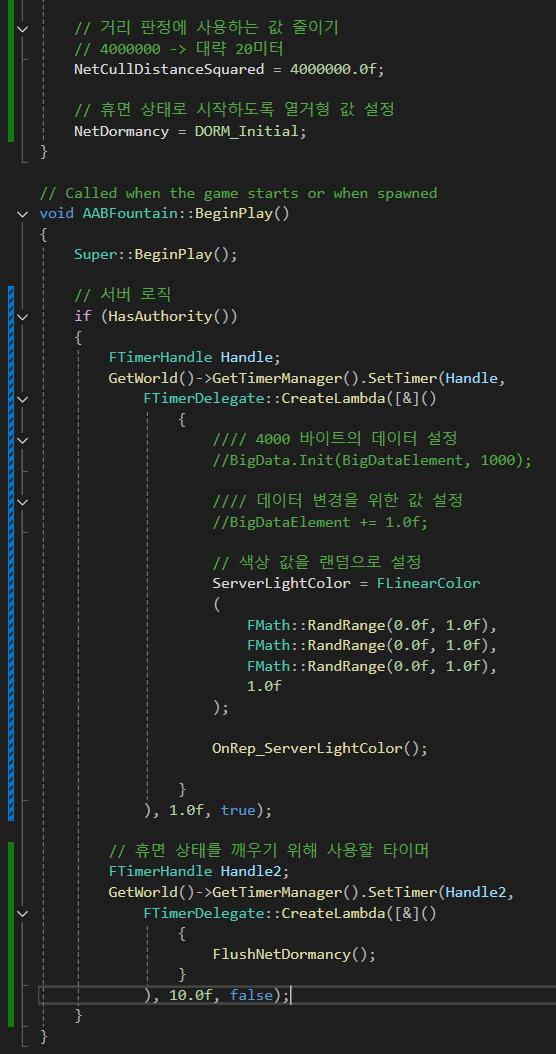 // 거리 판정에 사용하는 값 줄이기
// 4000000 -> 대략 20미터
NetCullDistanceSquared = 4000000.0f;
// 휴면 상태로 시작하도록 열거형 값 설정
NetDormancy = DORM_Initial;
}
// Called when the game starts or when spawned
void AABFountain::BeginPlay()
{
Super::BeginPlay();
// 서버 로직
if (HasAuthority())
{
FTimerHandle Handle;
GetWorld()->GetTimerManager().SetTimer(Handle,
FTimerDelegate::CreateLambda([&]()
{
//// 4000 바이트의 데이터 설정
//BigData.Init(BigDataElement, 1000);
//// 데이터 변경을 위한 값 설정
//BigDataElement += 1.0f;
// 색상 값을 랜덤으로 설정
ServerLightColor = FLinearColor
(
FMath::RandRange(0.0f, 1.0f),
FMath::RandRange(0.0f, 1.0f),
FMath::RandRange(0.0f, 1.0f),
1.0f
);
OnRep_ServerLightColor();
}
), 1.0f, true);
// 휴면 상태를 깨우기 위해 사용할 타이머
FTimerHandle Handle2;
GetWorld()->GetTimerManager().SetTimer(Handle2,
FTimerDelegate::CreateLambda([&]()
{
FlushNetDormancy();
}
), 10.0f, false);
}
}